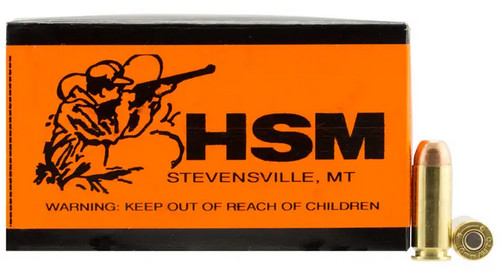 HSM
STEVENSVILLE, MT
WARNING: KEEP OUT OF REACH OF CHILDREN